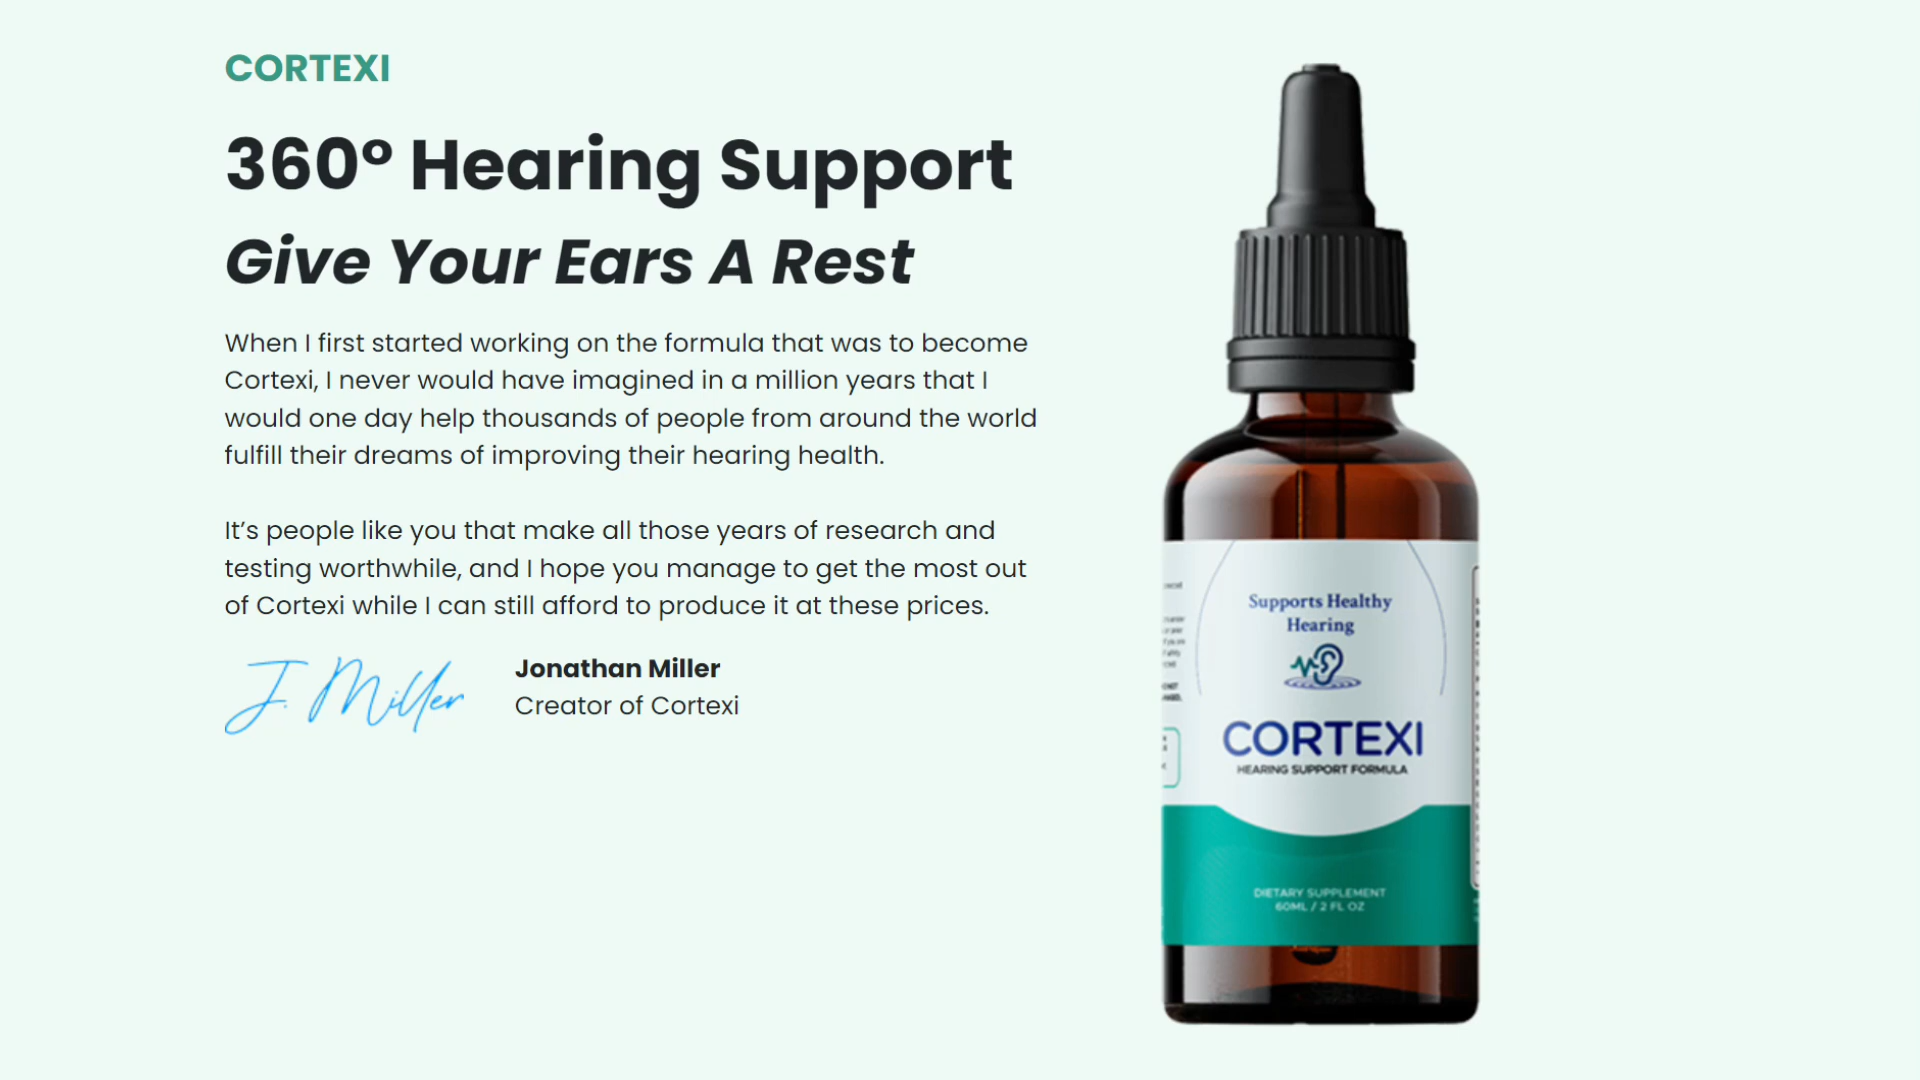 CORTEXI
360° Hearing Support
Give Your Ears A Rest
When I first started working on the formula that was to become
Cortexi, I never would have imagined in a million years that I
would one day help thousands of people from around the world
fulfill their dreams of improving their hearing health.
It’s people like you that make all those years of research and
testing worthwhile, and I hope you manage to get the most out
of Cortexi while I can still afford to produce it at these prices.
J. Miller
Jonathan Miller
Creator of Cortexi
Supports Healthy
Hearing
CORTEXI
HEARING SUPPORT FORMULA
DIETARY SUPPLEMENT
60ML / 2 FL OZ